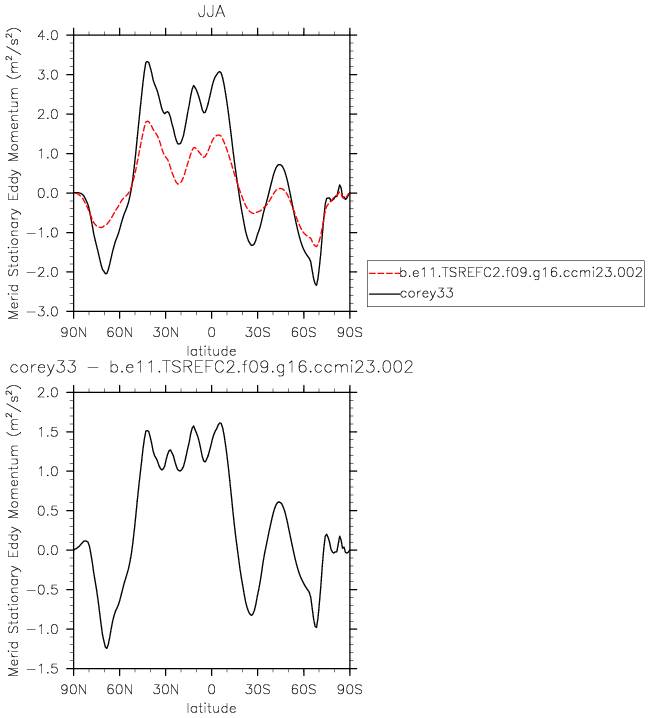 JJA
Merid Stationary Eddy Momentum (m²/s²)
4.0
3.0
2.0
1.0
0.0
−1.0
−2.0
−3.0
90N 60N 30N 0 30S 60S 90S
latitude
b.e11.TSREFC2.f09.g16.ccmi23.002
corey33
corey33 − b.e11.TSREFC2.f09.g16.ccmi23.002
Merid Stationary Eddy Momentum (m²/s²)
2.0
1.5
1.0
0.5
0.0
−0.5
−1.0
−1.5
90N 60N 30N 0 30S 60S 90S
latitude